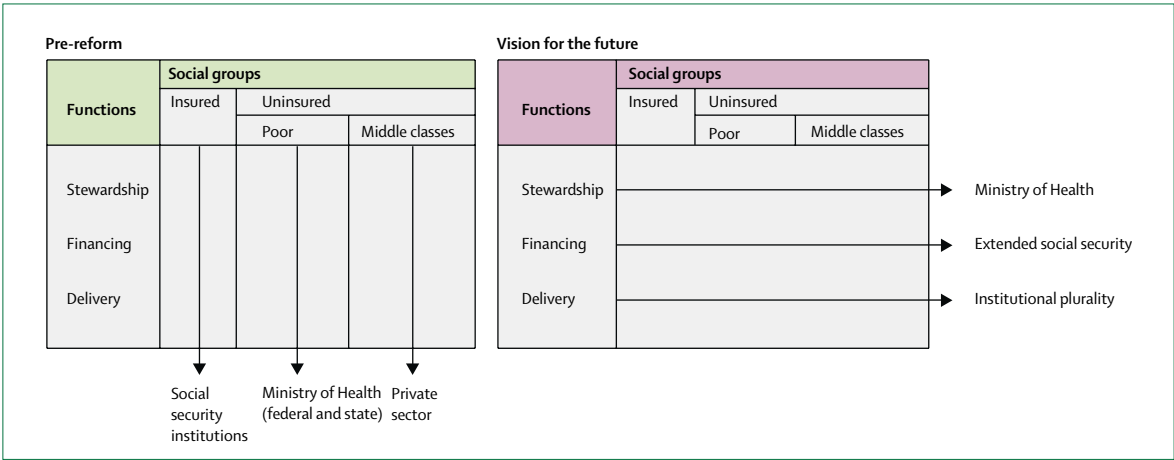 Pre-reform
Functions
Social groups
Insured
Uninsured
Poor
Middle classes
Stewardship
Financing
Delivery
Social
security
institutions
Ministry of Health
(federal and state)
Private
sector
Vision for the future
Functions
Social groups
Insured
Uninsured
Poor
Middle classes
Stewardship
Ministry of Health
Financing
Extended social security
Delivery
Institutional plurality